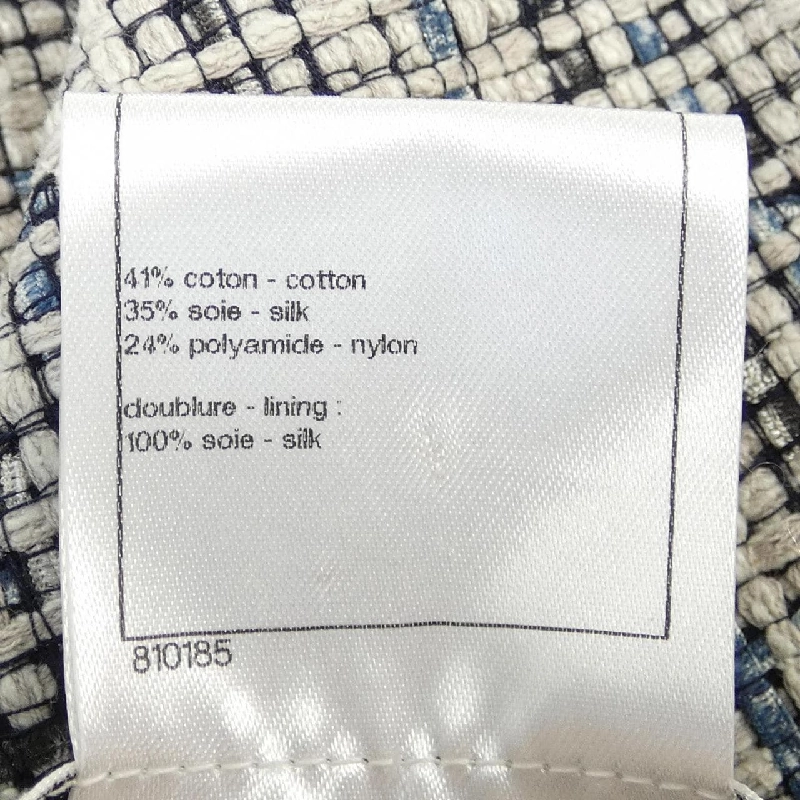 41% coton - cotton
35% soie - silk
24% polyamide - nylon
doublure - lining :
100% soie - silk
810185